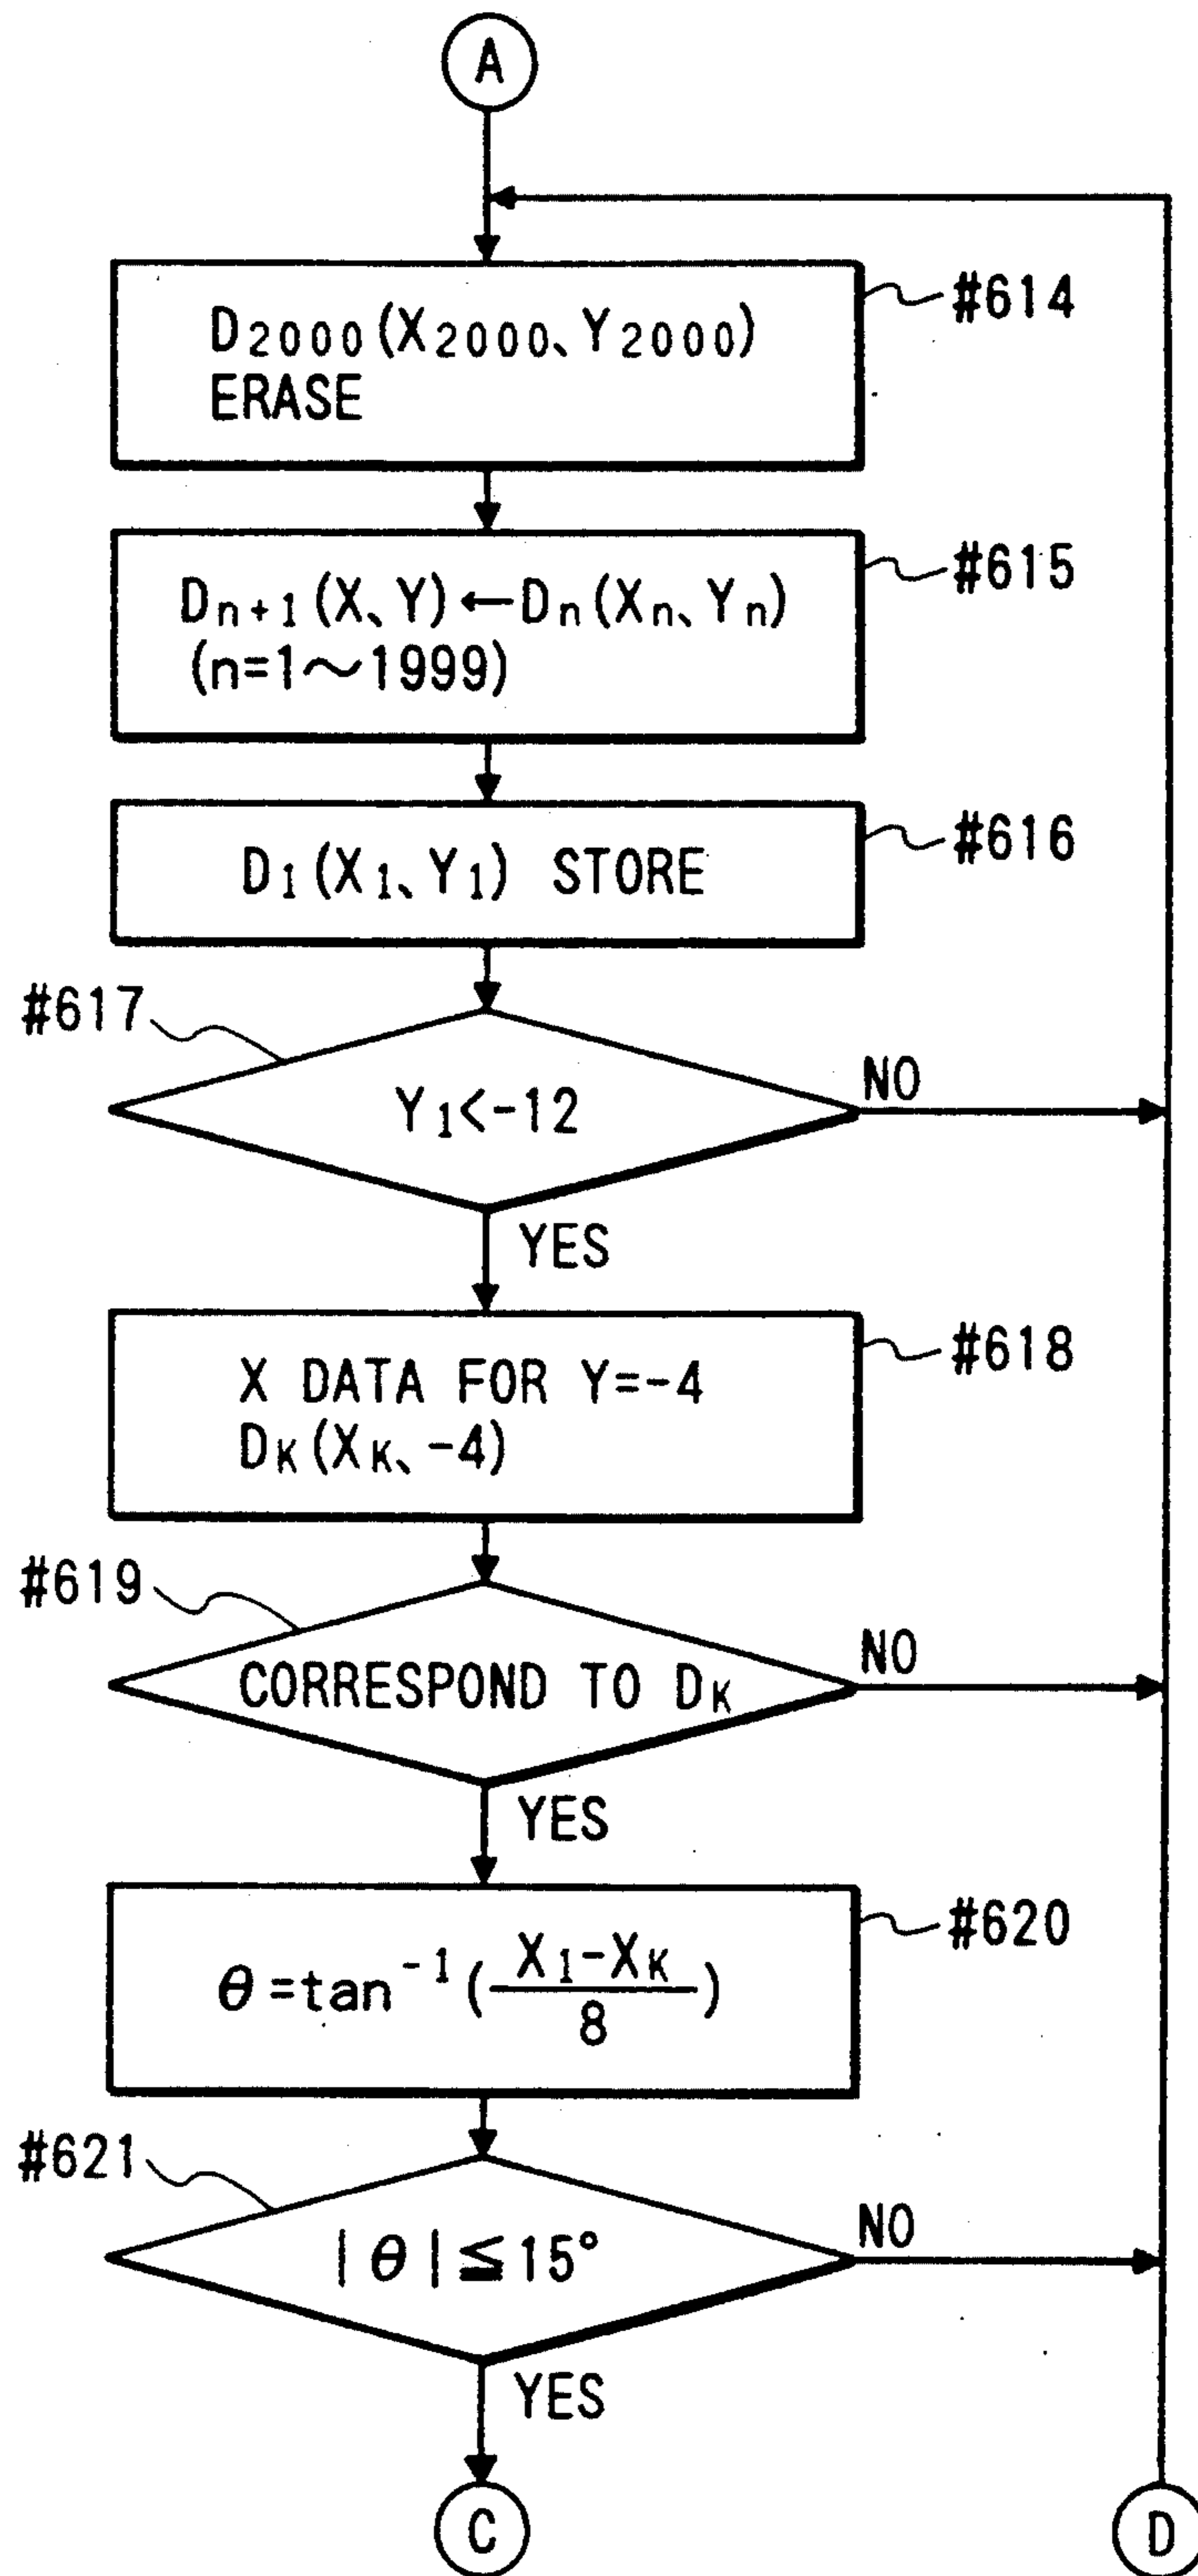 A
D2000(X2000、Y2000)
ERASE
#614
Dn+1(X、Y)←Dn(Xn、Yn)
(n=1〜1999)
#615
D1(X1、Y1) STORE
#616
#617
Y1<-12
NO
YES
X DATA FOR Y=-4
DK(XK、-4)
#618
#619
CORRESPOND TO DK
NO
YES
θ=tan⁻¹(X1-XK/8)
#620
#621
|θ|≦15°
NO
YES
C
D